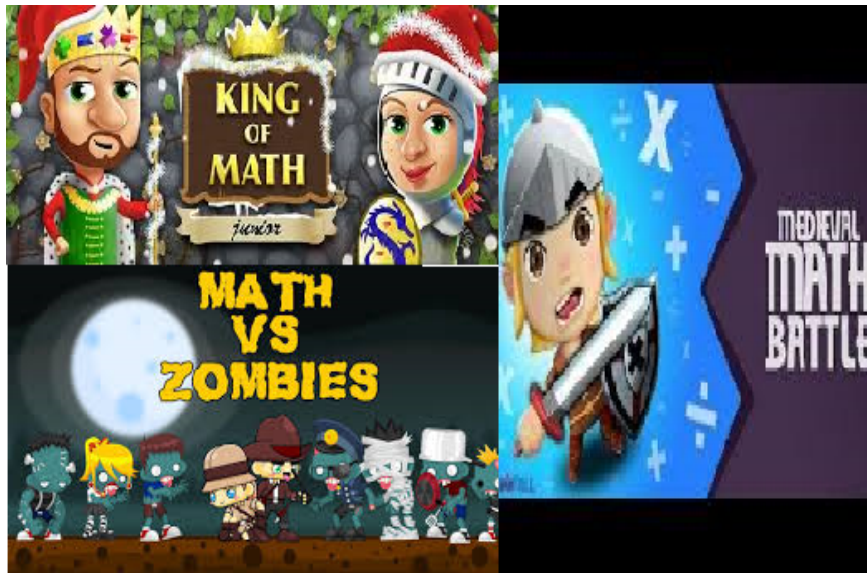 KING
OF
MATH
junior
MATH
VS
ZOMBIES
MEDIEVAL
MATH
BATTLE